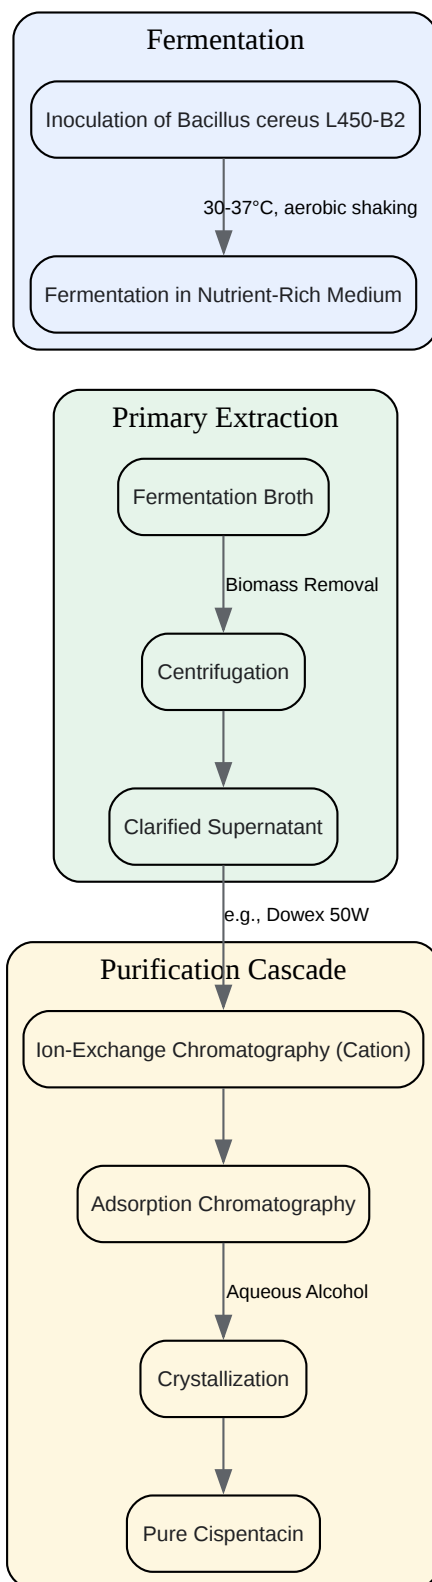 Fermentation
Inoculation of Bacillus cereus L450-B2
30-37°C, aerobic shaking
Fermentation in Nutrient-Rich Medium
Primary Extraction
Fermentation Broth
Biomass Removal
Centrifugation
Clarified Supernatant
e.g., Dowex 50W
Purification Cascade
Ion-Exchange Chromatography (Cation)
Adsorption Chromatography
Aqueous Alcohol
Crystallization
Pure Cispentacin